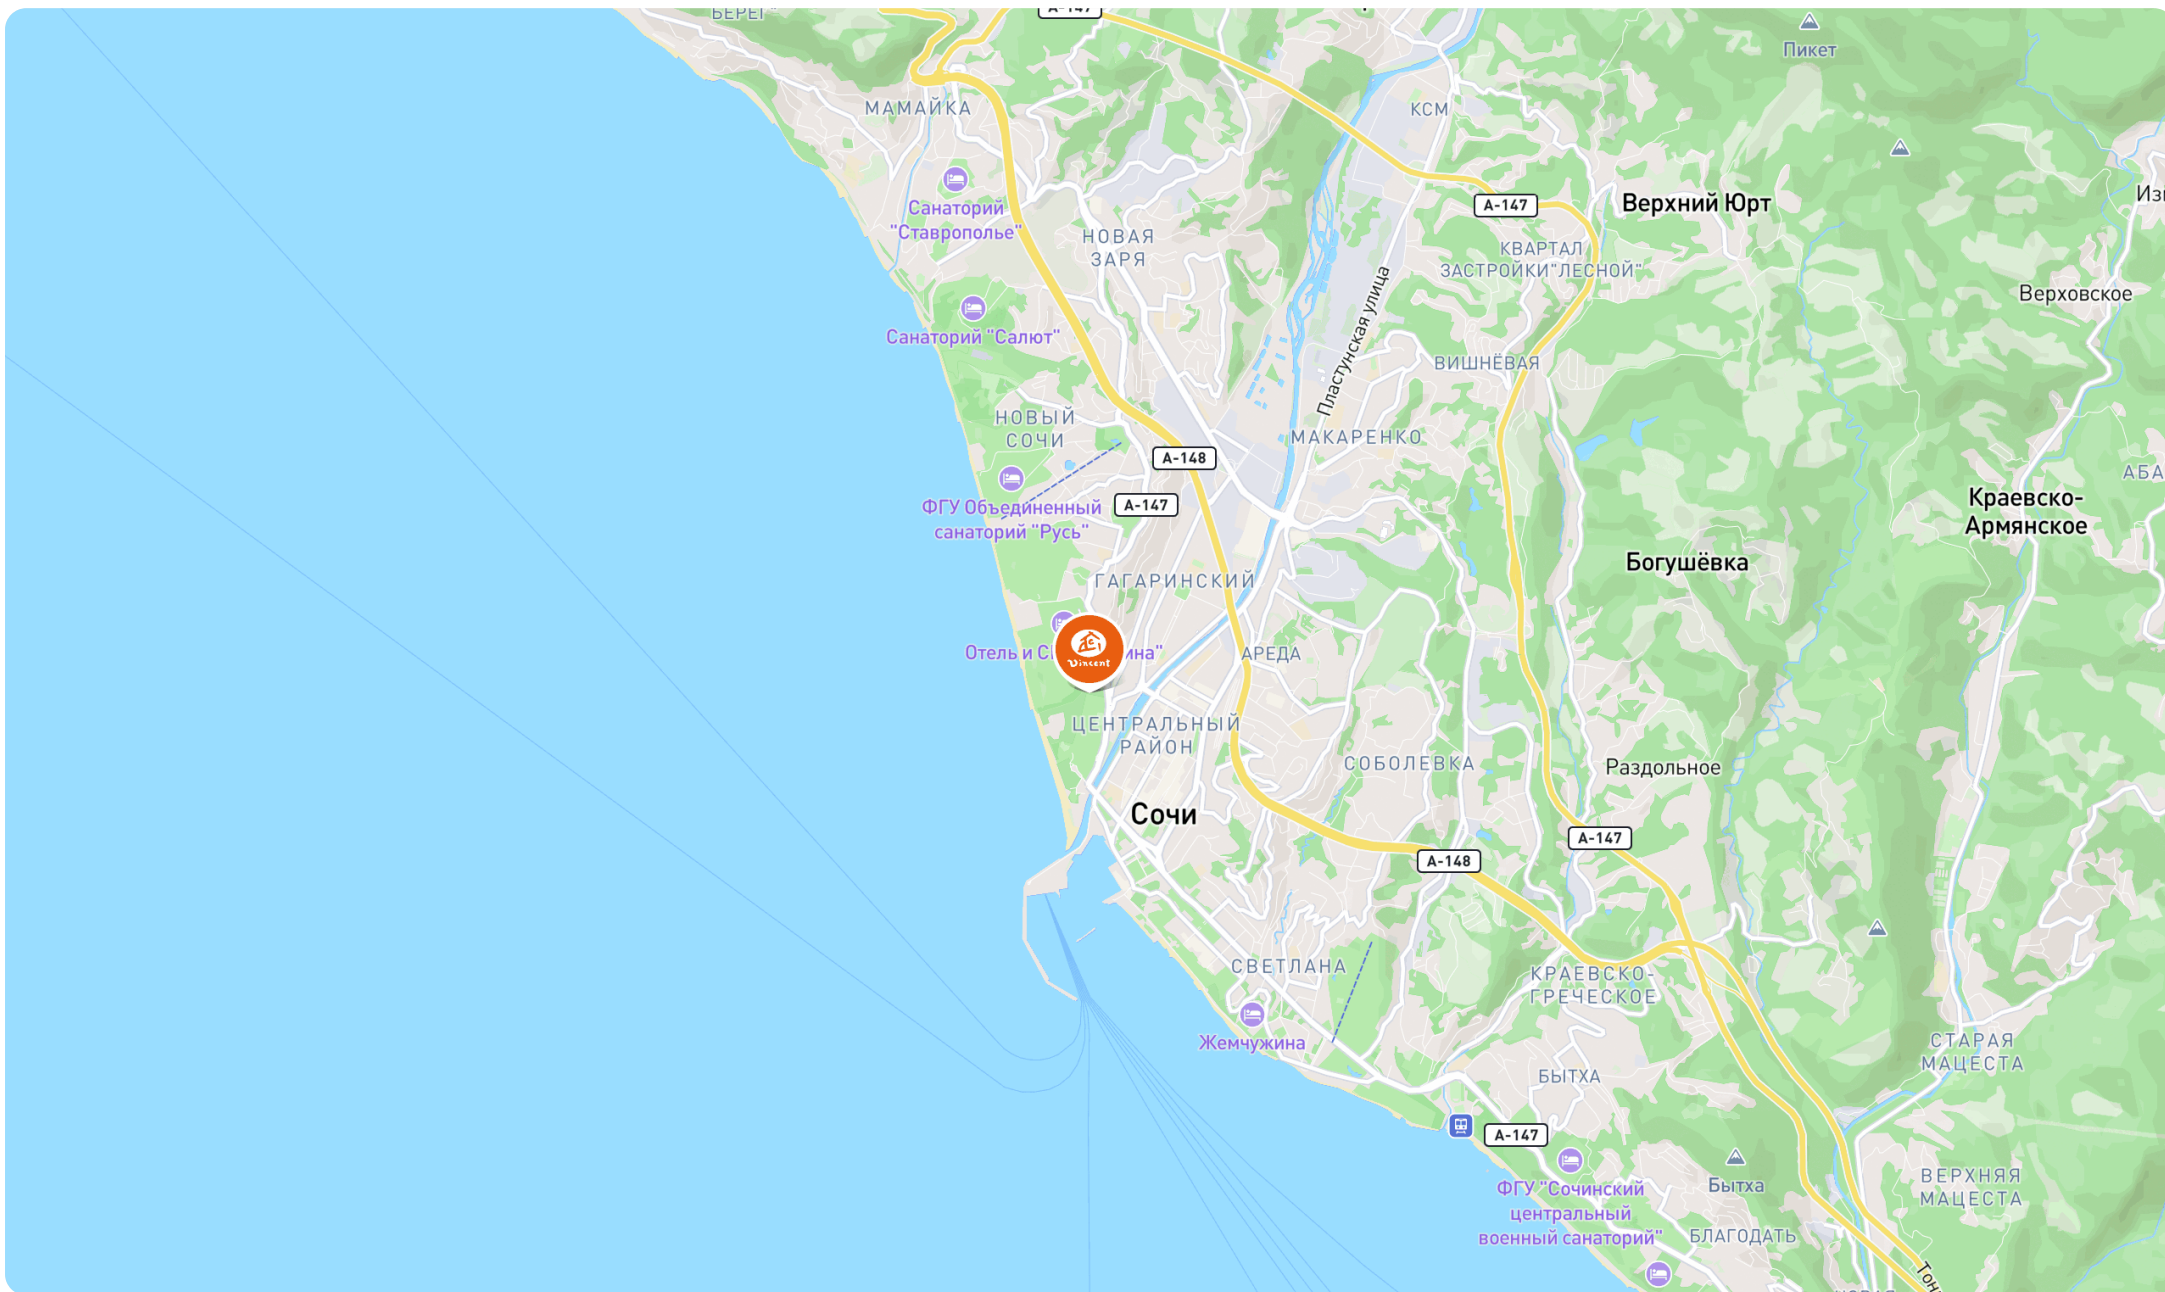 БЕРЕГ"
А-147
Пикет
МАМАЙКА
КСМ
Санаторий
"Ставрополье"
А-147
Верхний Юрт
НОВАЯ
ЗАРЯ
КВАРТАЛ
ЗАСТРОЙКИ"ЛЕСНОЙ"
Верховское
Санаторий "Салют"
Пластунская улица
ВИШНЁВАЯ
НОВЫЙ
СОЧИ
МАКАРЕНКО
А-148
АБА
А-147
Краевско-
Армянское
ФГУ Объединенный
санаторий "Русь"
Богушёвка
ГАГАРИНСКИЙ
Vincent
Отель и
ина"
АРЕДА
ЦЕНТРАЛЬНЫЙ
РАЙОН
СОБОЛЕВКА
Раздольное
Сочи
А-147
А-148
СВЕТЛАНА
КРАЕВСКО-
ГРЕЧЕСКОЕ
Жемчужина
СТАРАЯ
МАЦЕСТА
БЫТХА
А-147
ФГУ "Сочинский
центральный
военный санаторий"
Бытха
ВЕРХНЯЯ
МАЦЕСТА
БЛАГОДАТЬ